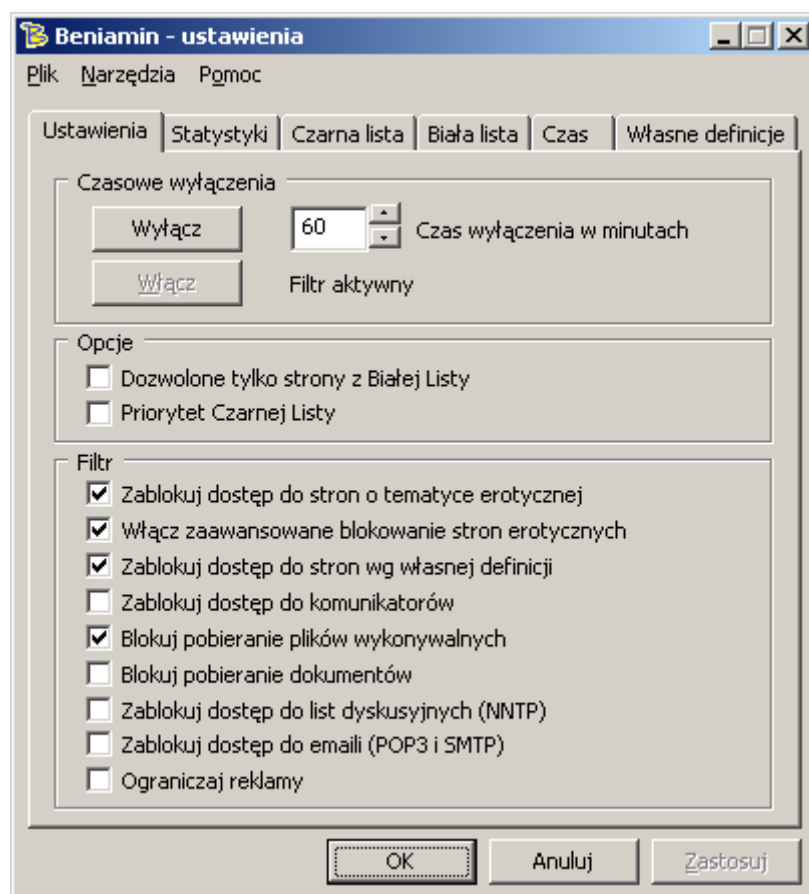 Beniamin - ustawienia
Plik Narzędzia Pomoc
Ustawienia Statystyki Czarna lista Biała lista Czas Własne definicje
Czasowe wyłączenia
Wyłącz 60 Czas wyłączenia w minutach
Włącz Filtr aktywny
Opcje
Dozwolone tylko strony z Białej Listy
Priorytet Czarnej Listy
Filtr
Zablokuj dostęp do stron o tematyce erotycznej
Włącz zaawansowane blokowanie stron erotycznych
Zablokuj dostęp do stron wg własnej definicji
Zablokuj dostęp do komunikatorów
Blokuj pobieranie plików wykonywalnych
Blokuj pobieranie dokumentów
Zablokuj dostęp do list dyskusyjnych (NNTP)
Zablokuj dostęp do emaili (POP3 i SMTP)
Ograniczaj reklamy
OK Anuluj Zastosuj